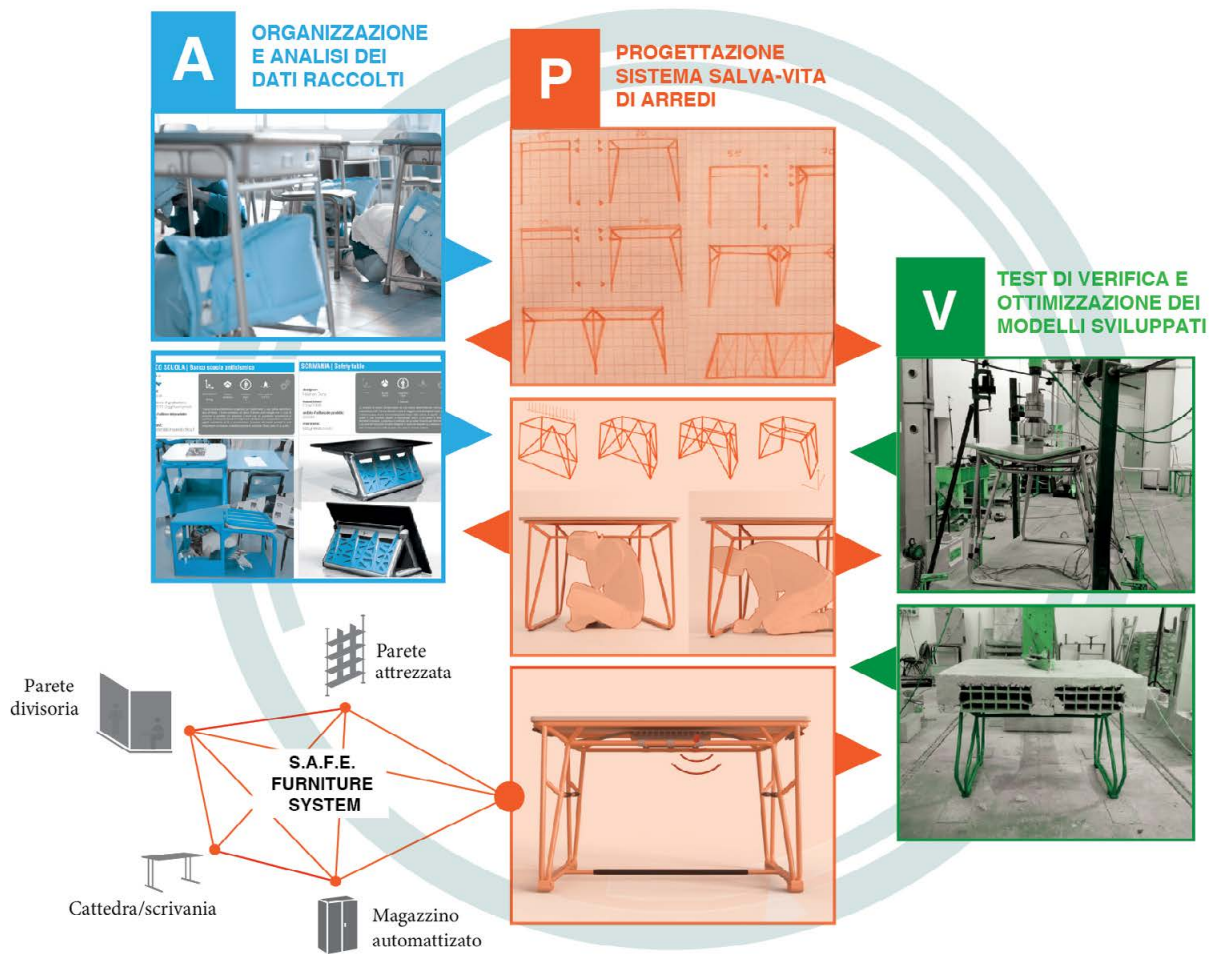 A
ORGANIZZAZIONE
E ANALISI DEI
DATI RACCOLTI
P
PROGETTAZIONE
SISTEMA SALVA-VITA
DI ARREDI
V
TEST DI VERIFICA E
OTTIMIZZAZIONE DEI
MODELLI SVILUPPATI
SCRIVANIA | Safety table
Parete
attrezzata
Parete
divisoria
S.A.F.E.
FURNITURE
SYSTEM
Cattedra/scrivania
Magazzino
automattizato